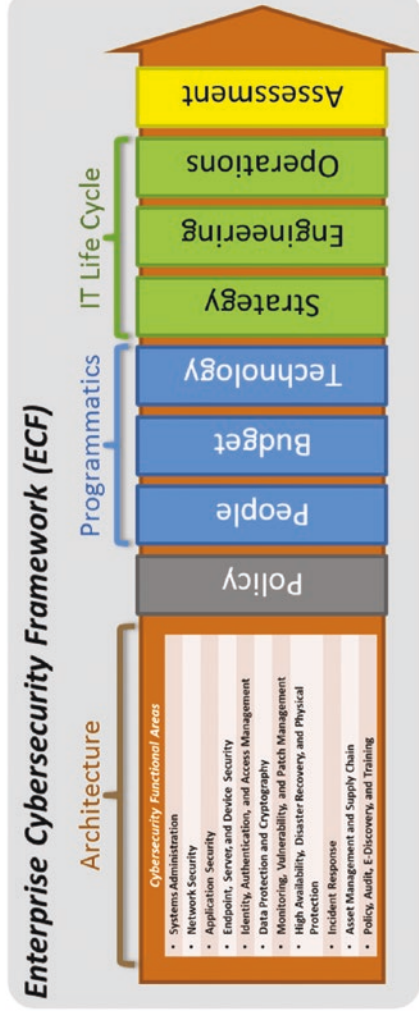 Enterprise Cybersecurity Framework (ECF)
Architecture
Programmatics
IT Life Cycle
Cybersecurity Functional Areas
• Systems Administration
• Network Security
• Application Security
• Endpoint, Server, and Device Security
• Identity, Authentication, and Access Management
• Data Protection and Cryptography
• Monitoring, Vulnerability, and Patch Management
• High Availability, Disaster Recovery, and Physical
Protection
• Incident Response
• Asset Management and Supply Chain
• Policy, Audit, E-Discovery, and Training
Policy
People
Budget
Technology
Strategy
Engineering
Operations
Assessment